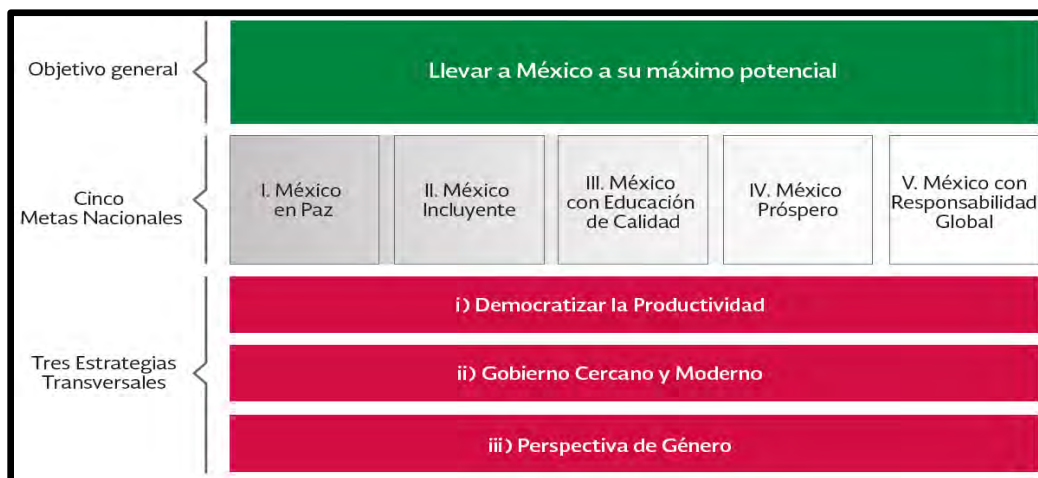 Objetivo general
Llevar a México a su máximo potencial
Cinco
Metas Nacionales
I. México
en Paz
II. México
Incluyente
III. México
con Educación
de Calidad
IV. México
Próspero
V. México con
Responsabilidad
Global
Tres Estrategias
Transversales
i) Democratizar la Productividad
ii) Gobierno Cercano y Moderno
iii) Perspectiva de Género